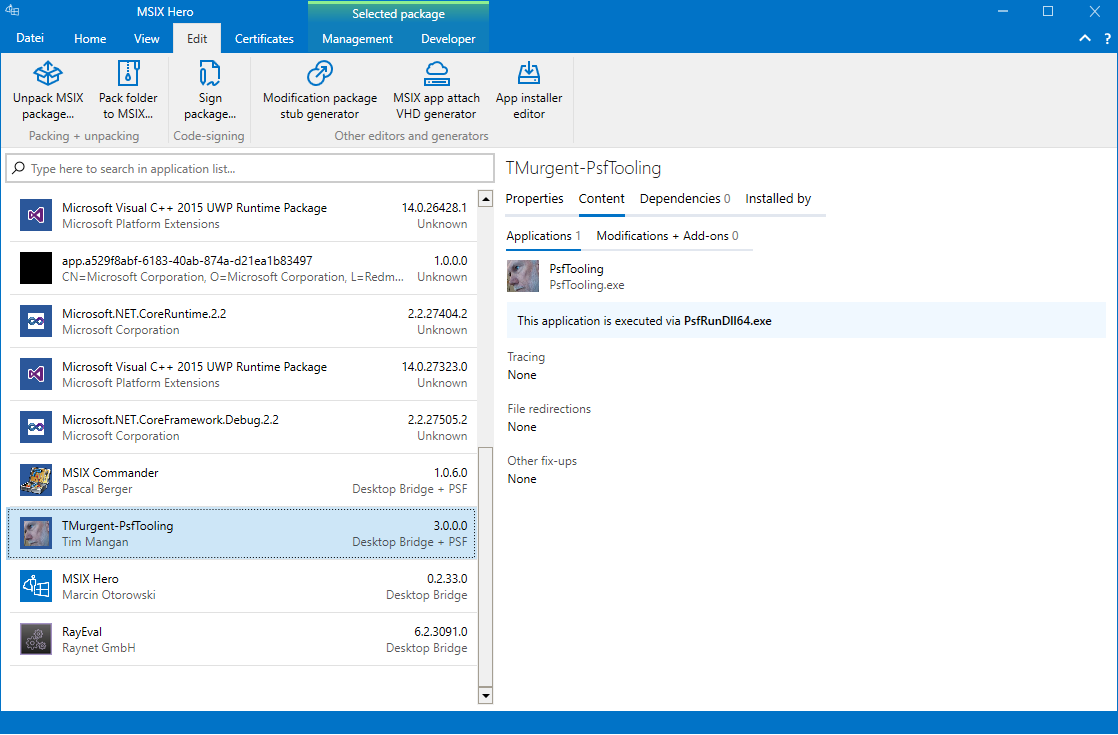 MSIX Hero
Selected package
Datei
Home
View
Edit
Certificates
Management
Developer
?
Unpack MSIX
package...
Pack folder
to MSIX...
Packing + unpacking
Sign
package...
Code-signing
Modification package
stub generator
MSIX app attach
VHD generator
App installer
editor
Other editors and generators
Type here to search in application list...
Microsoft Visual C++ 2015 UWP Runtime Package 14.0.26428.1
Microsoft Platform Extensions Unknown
app.a529f8abf-6183-40ab-874a-d21ea1b83497 1.0.0.0
CN=Microsoft Corporation, O=Microsoft Corporation, L=Redm... Unknown
Microsoft.NET.CoreRuntime.2.2 2.2.27404.2
Microsoft Corporation Unknown
Microsoft Visual C++ 2015 UWP Runtime Package 14.0.27323.0
Microsoft Platform Extensions Unknown
Microsoft.NET.CoreFramework.Debug.2.2 2.2.27505.2
Microsoft Corporation Unknown
MSIX Commander 1.0.6.0
Pascal Berger Desktop Bridge + PSF
TMurgent-PsfTooling 3.0.0.0
Tim Mangan Desktop Bridge + PSF
MSIX Hero 0.2.33.0
Marcin Otorowski Desktop Bridge
RayEval 6.2.3091.0
Raynet GmbH Desktop Bridge
TMurgent-PsfTooling
Properties Content Dependencies 0 Installed by
Applications 1 Modifications + Add-ons 0
PsfTooling
PsfTooling.exe
This application is executed via PsfRunDll64.exe
Tracing
None
File redirections
None
Other fix-ups
None